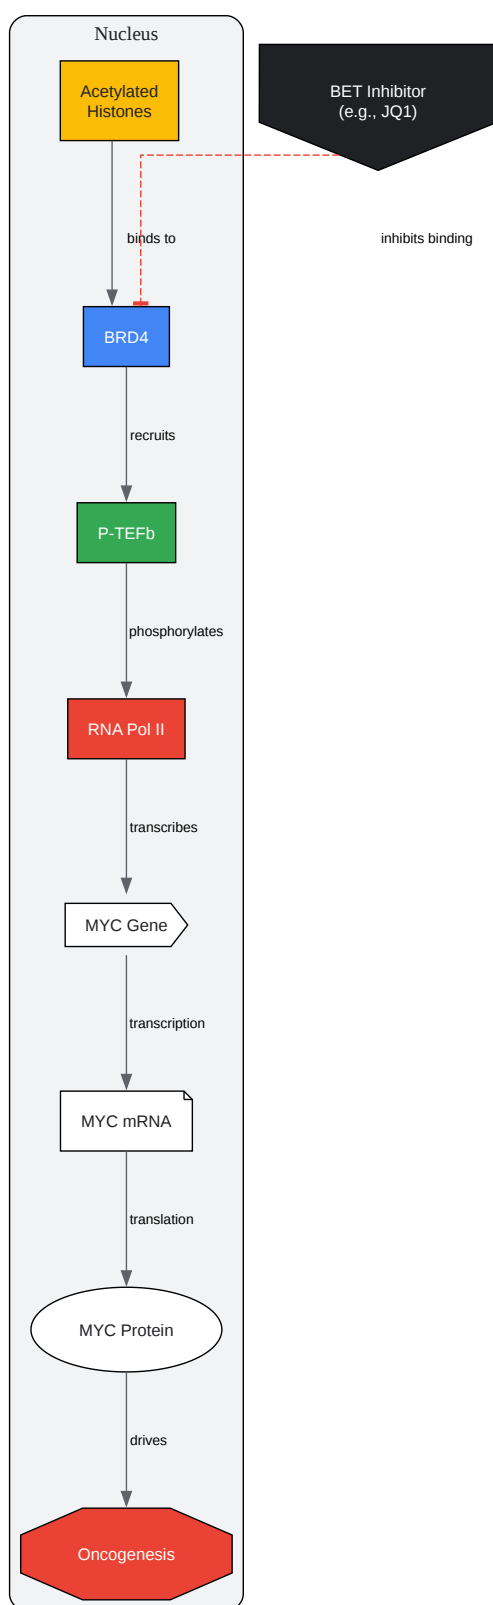 Nucleus
Acetylated
Histones
BET Inhibitor
(e.g., JQ1)
binds to
inhibits binding
BRD4
recruits
P-TEFb
phosphorylates
RNA Pol II
transcribes
MYC Gene
transcription
MYC mRNA
translation
MYC Protein
drives
Oncogenesis